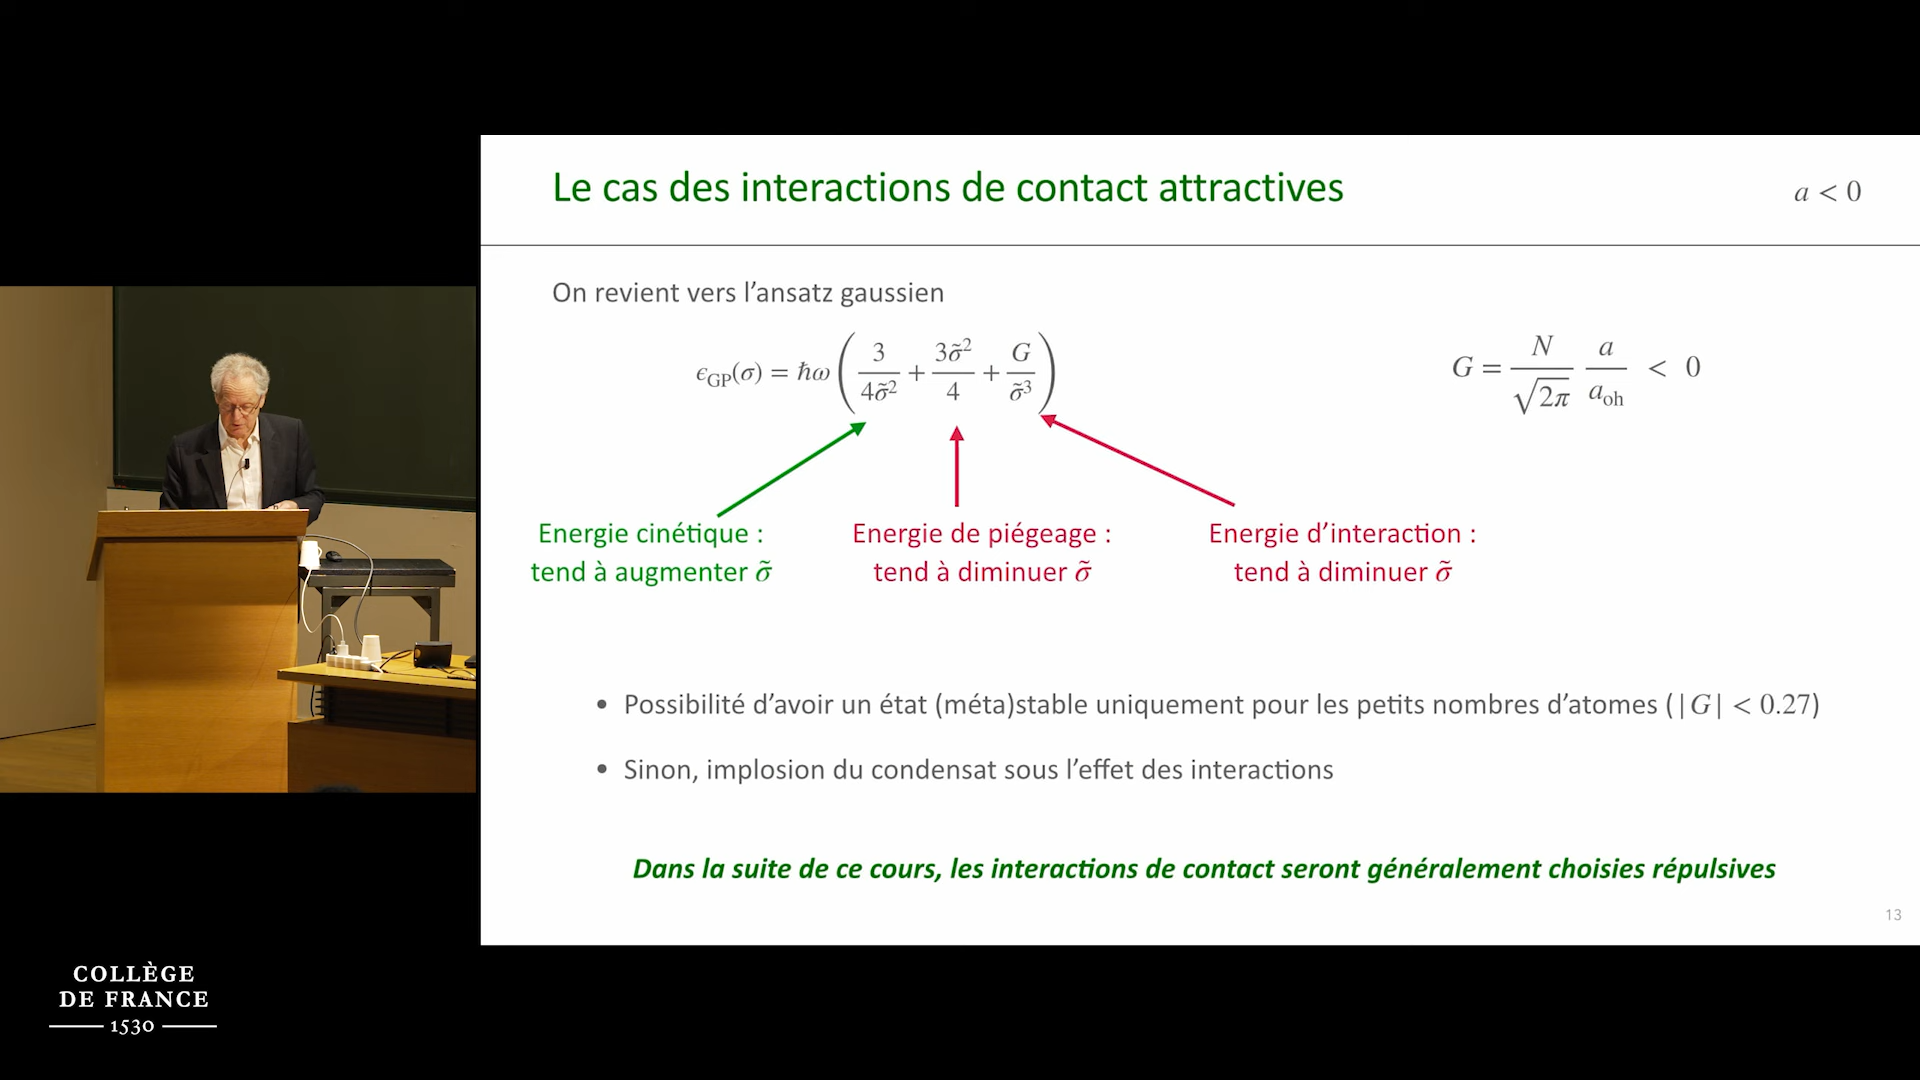 Le cas des interactions de contact attractives
a < 0
On revient vers l’ansatz gaussien
ϵ_GP(σ) = ħω ( 3/(4σ̃²) + 3σ̃²/4 + G/σ̃³ )
G = N/√(2π) a/a_oh < 0
Energie cinétique :
tend à augmenter σ̃
Energie de piégeage :
tend à diminuer σ̃
Energie d’interaction :
tend à diminuer σ̃
• Possibilité d’avoir un état (méta)stable uniquement pour les petits nombres d’atomes (|G| < 0.27)
• Sinon, implosion du condensat sous l’effet des interactions
Dans la suite de ce cours, les interactions de contact seront généralement choisies répulsives
13
COLLÈGE
DE FRANCE
1530